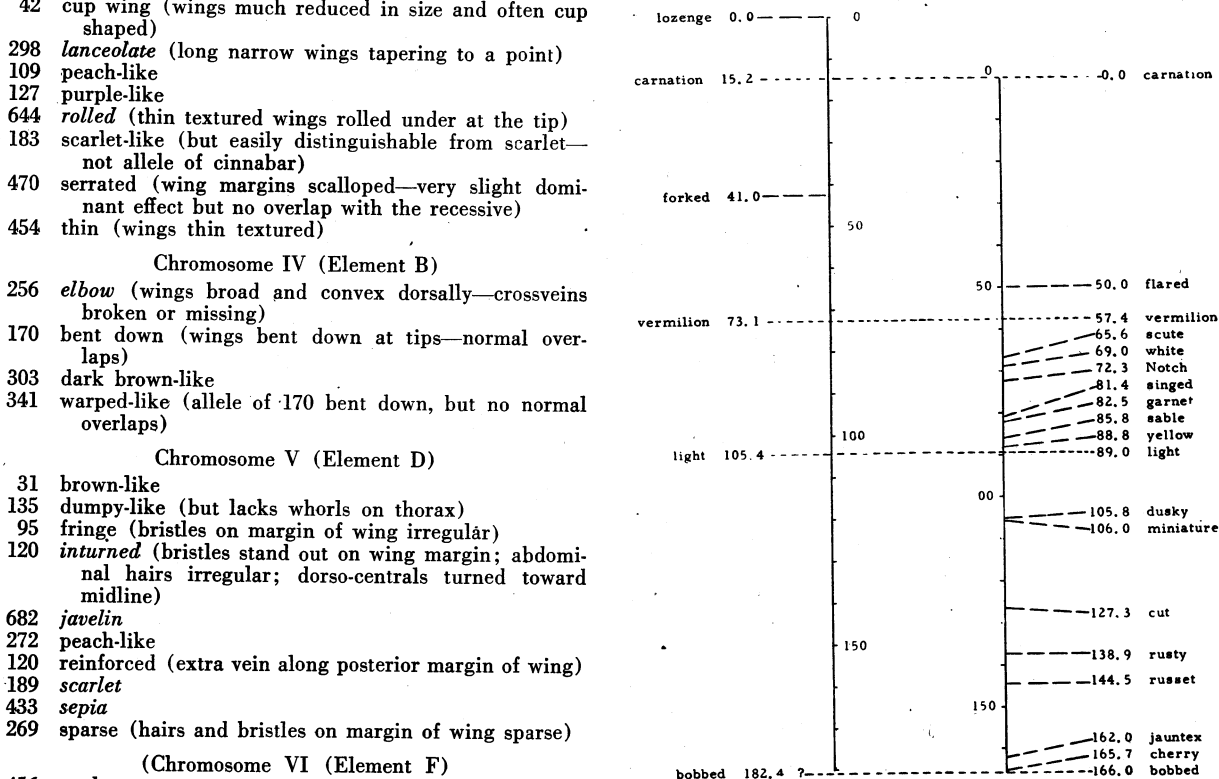 42 cup wing (wings much reduced in size and often cup
shaped)
298 lanceolate (long narrow wings tapering to a point)
109 peach-like
127 purple-like
644 rolled (thin textured wings rolled under at the tip)
183 scarlet-like (but easily distinguishable from scarlet—
not allele of cinnabar)
470 serrated (wing margins scalloped—very slight domi-
nant effect but no overlap with the recessive)
454 thin (wings thin textured)
Chromosome IV (Element B)
256 elbow (wings broad and convex dorsally—crossveins
broken or missing)
170 bent down (wings bent down at tips—normal over-
laps)
303 dark brown-like
341 warped-like (allele of 170 bent down, but no normal
overlaps)
Chromosome V (Element D)
31 brown-like
135 dumpy-like (but lacks whorls on thorax)
95 fringe (bristles on margin of wing irregular)
120 inturned (bristles stand out on wing margin; abdomi-
nal hairs irregular; dorso-centrals turned toward
midline)
682 javelin
272 peach-like
120 reinforced (extra vein along posterior margin of wing)
189 scarlet
433 sepia
269 sparse (hairs and bristles on margin of wing sparse)
(Chromosome VI (Element F)
lozenge 0.0
carnation 15.2
forked 41.0
vermilion 73.1
light 105.4
bobbed 182.4 ?
0
50
100
150
0
50
00
150
0.0 carnation
50.0 flared
57.4 vermilion
65.6 scute
69.0 white
72.3 Notch
81.4 singed
82.5 garnet
85.8 sable
88.8 yellow
89.0 light
105.8 dusky
106.0 miniature
127.3 cut
138.9 rusty
144.5 russet
162.0 jauntex
165.7 cherry
166.0 bobbed